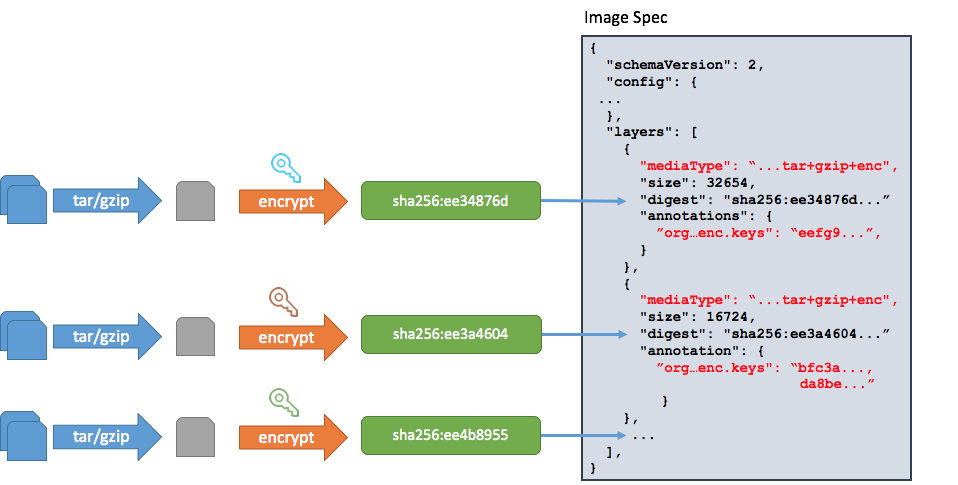 Image Spec
{
"schemaVersion": 2,
"config": {
...
},
"layers": [
{
"mediaType": “...tar+gzip+enc",
"size": 32654,
"digest": "sha256:ee34876d...”
"annotations": {
”org…enc.keys": “eefg9...”,
}
},
{
"mediaType": “...tar+gzip+enc",
"size": 16724,
"digest": "sha256:ee3a4604...”
"annotation": {
”org…enc.keys": “bfc3a...,
da8be...”
}
},
...
],
}
tar/gzip
encrypt
sha256:ee34876d
tar/gzip
encrypt
sha256:ee3a4604
tar/gzip
encrypt
sha256:ee4b8955